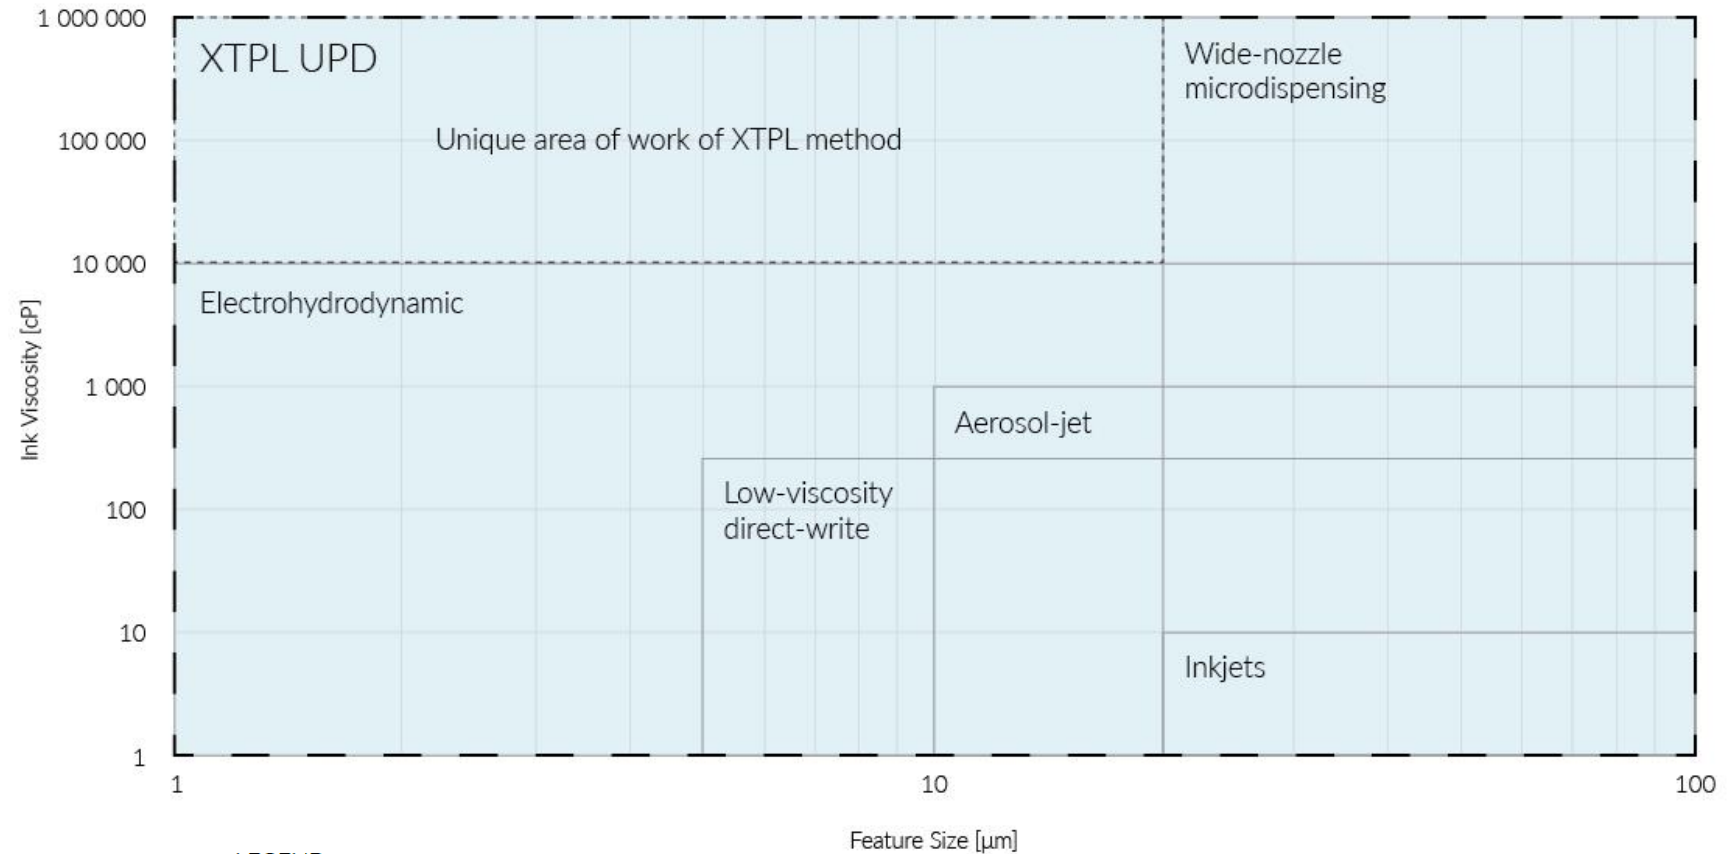 1 000 000
XTPL UPD
Wide-nozzle
microdispensing
100 000
Unique area of work of XTPL method
10 000
Electrohydrodynamic
Ink Viscosity [cP]
1 000
Aerosol-jet
Low-viscosity
direct-write
100
10
Inkjets
1
1
10
100
Feature Size [µm]